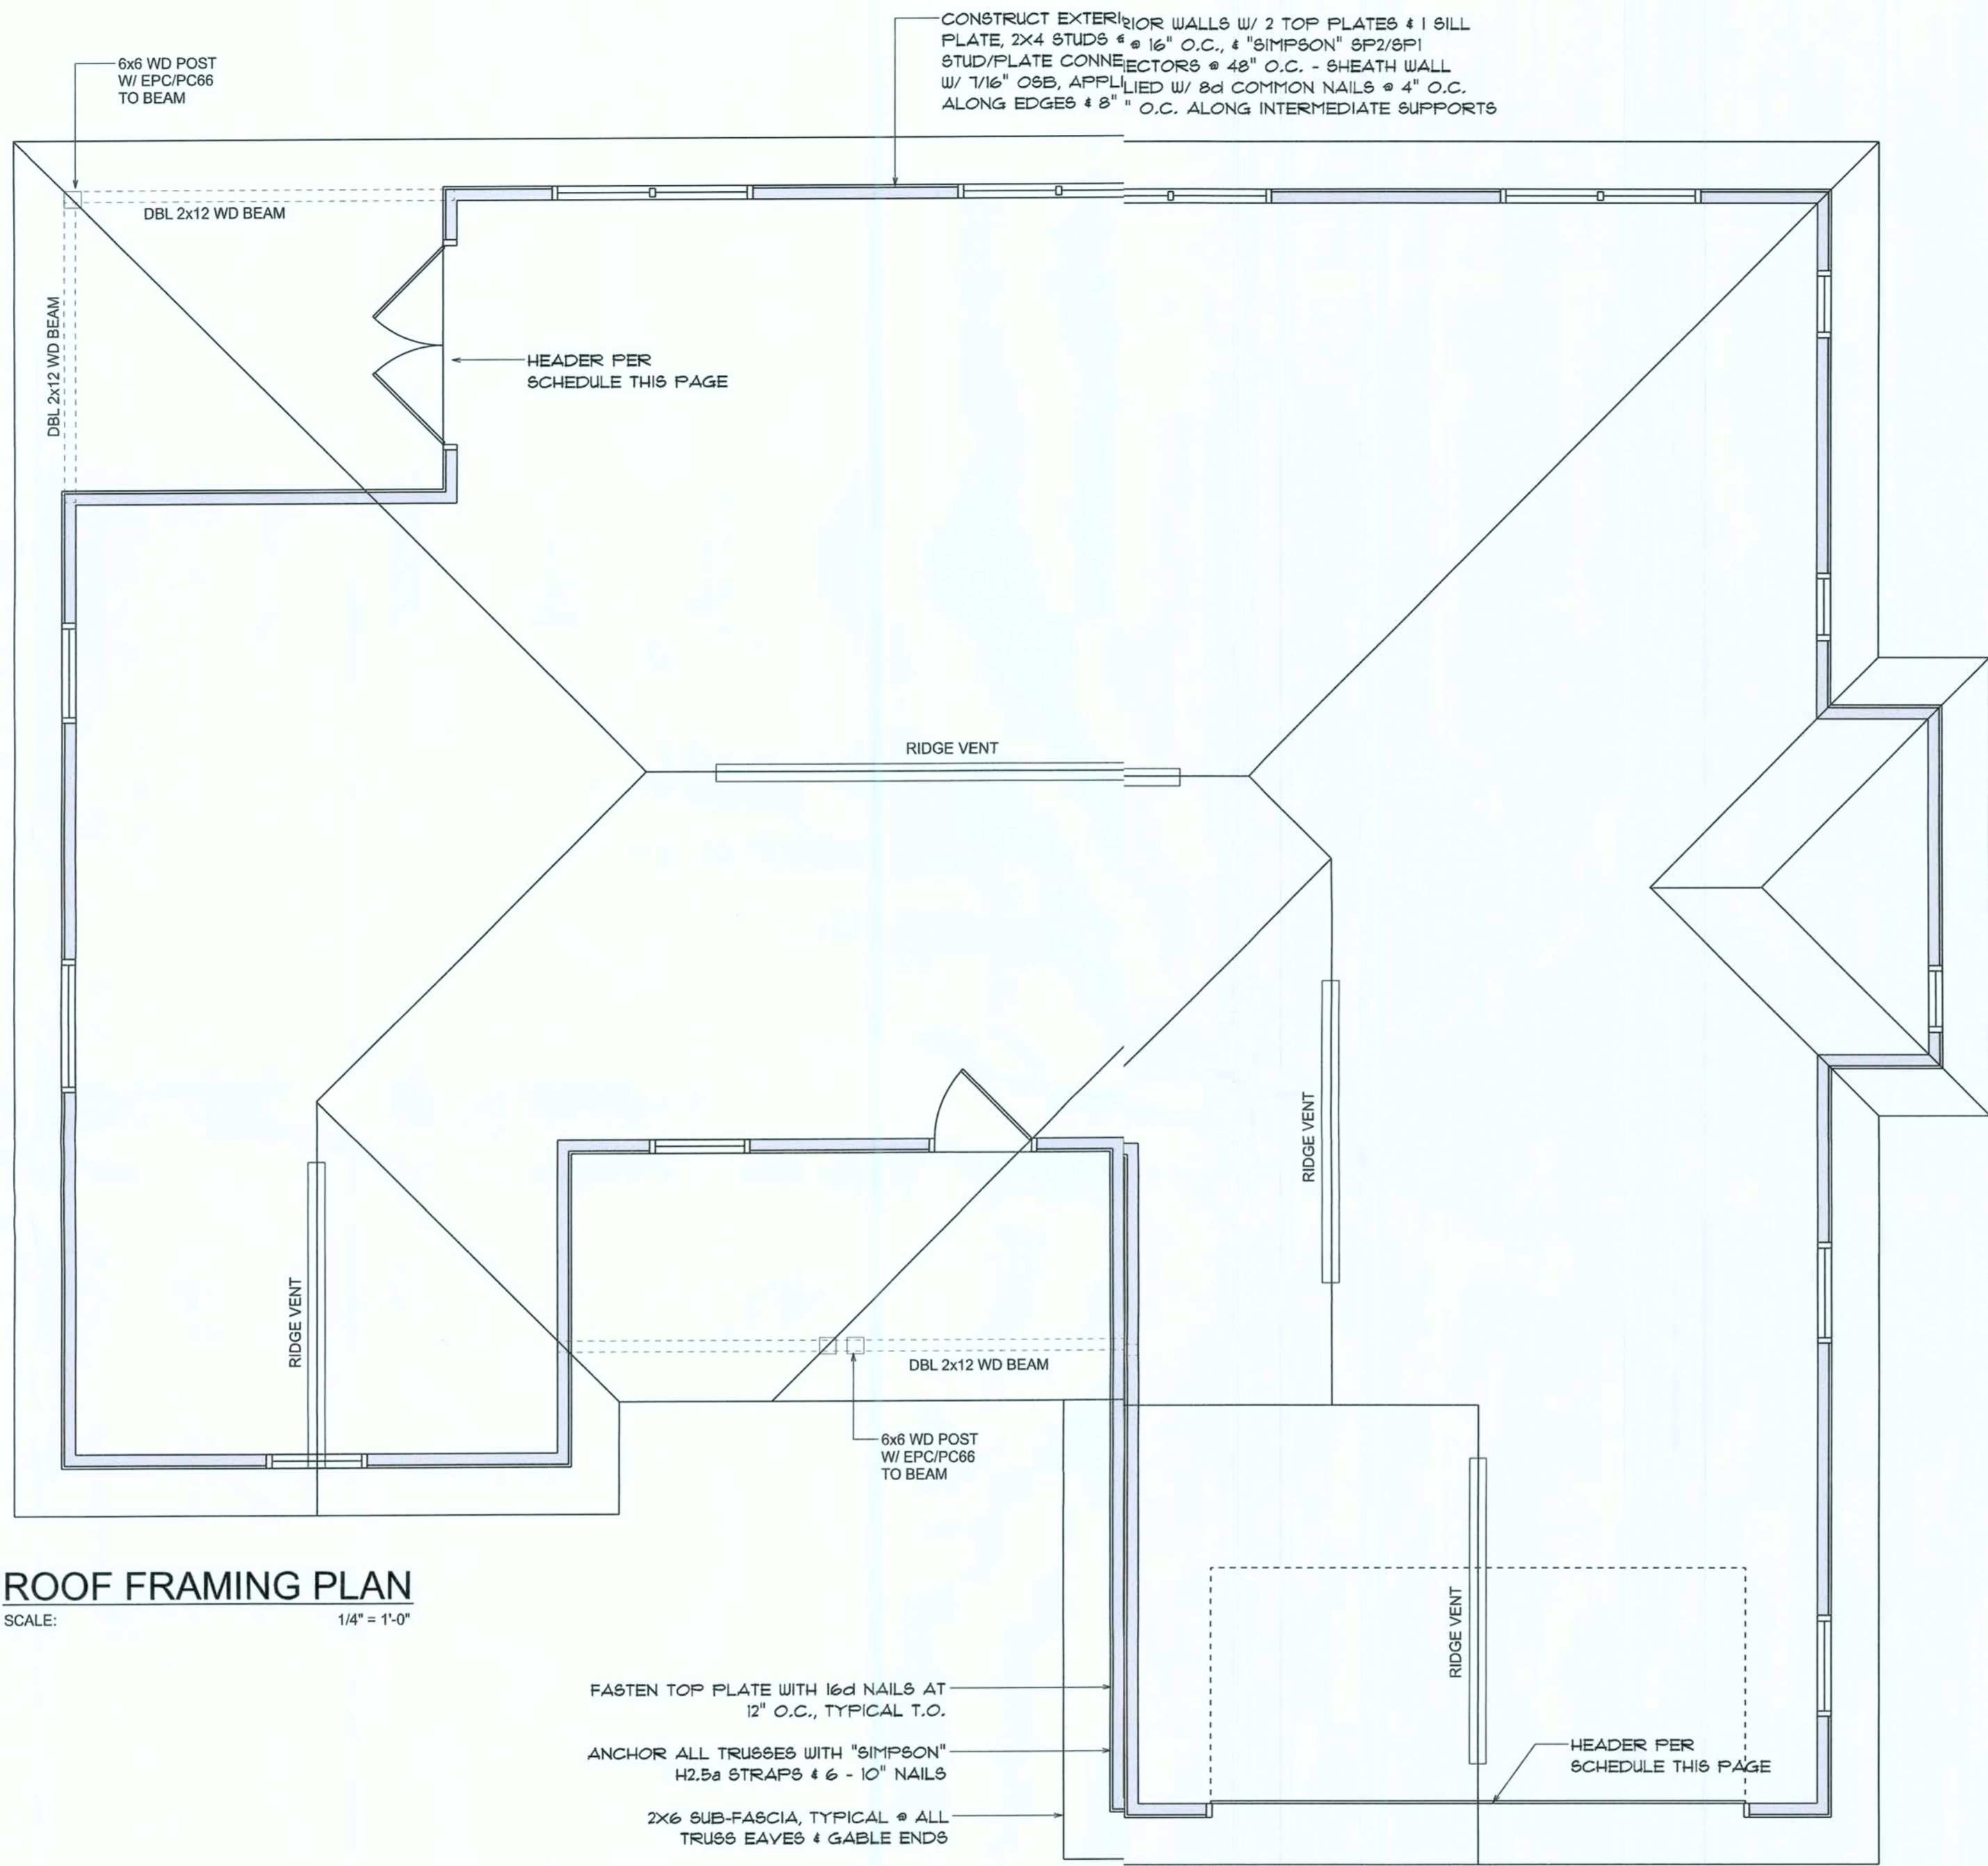 CONSTRUCT EXTERIOR WALLS W/ 2 TOP PLATES & 1 SILL
PLATE, 2X4 STUDS @ 16" O.C., & "SIMPSON" SP2/SP1
STUD/PLATE CONNECTORS @ 48" O.C. - SHEATH WALL
W/ 7/16" OSB, APPLIED W/ 8d COMMON NAILS @ 4" O.C.
ALONG EDGES & 8" O.C. ALONG INTERMEDIATE SUPPORTS
6x6 WD POST
W/ EPC/PC66
TO BEAM
DBL 2x12 WD BEAM
DBL 2x12 WD BEAM
HEADER PER
SCHEDULE THIS PAGE
RIDGE VENT
RIDGE VENT
RIDGE VENT
DBL 2x12 WD BEAM
6x6 WD POST
W/ EPC/PC66
TO BEAM
ROOF FRAMING PLAN
SCALE: 1/4" = 1'-0"
RIDGE VENT
FASTEN TOP PLATE WITH 16d NAILS AT
12" O.C., TYPICAL T.O.
ANCHOR ALL TRUSSES WITH "SIMPSON"
H2.5a STRAPS & 6 - 10" NAILS
2X6 SUB-FASCIA, TYPICAL @ ALL
TRUSS EAVES & GABLE ENDS
HEADER PER
SCHEDULE THIS PAGE